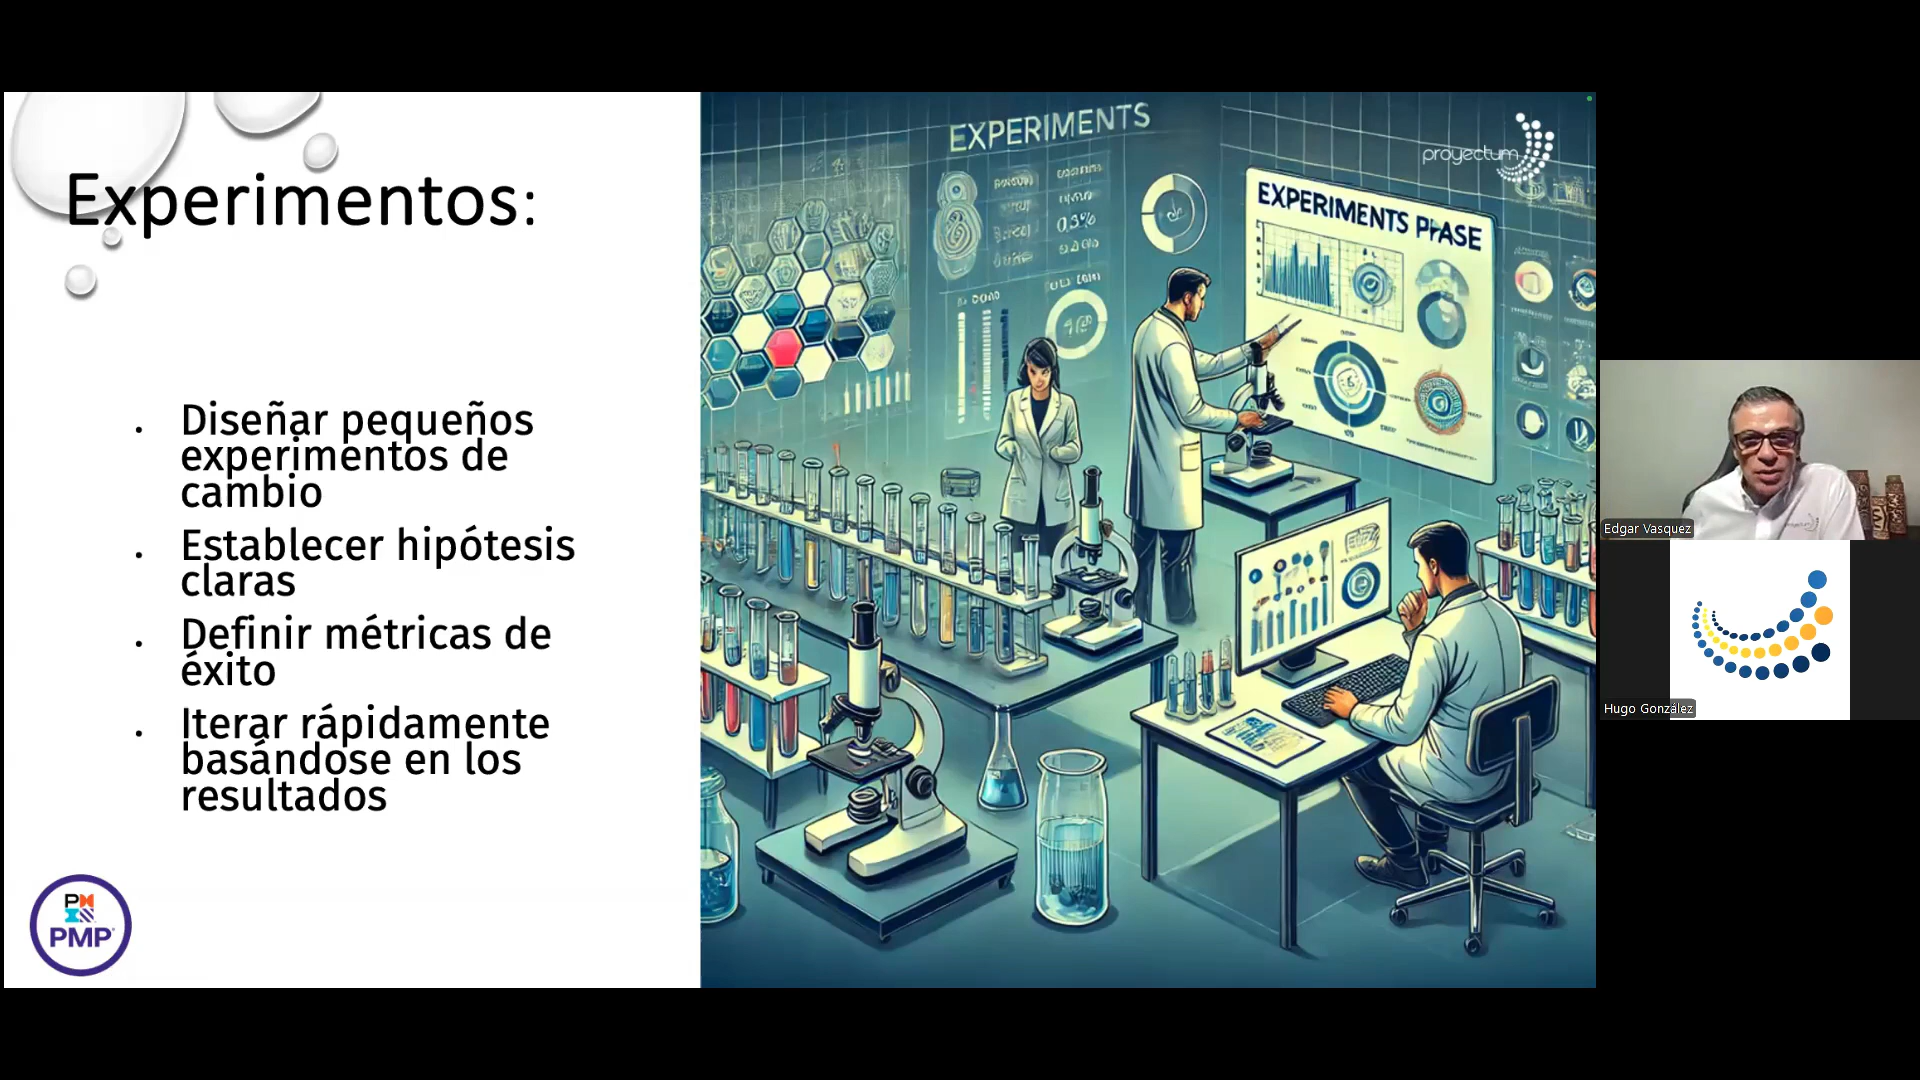 Experimentos:
. Diseñar pequeños
experimentos de
cambio
. Establecer hipótesis
claras
. Definir métricas de
éxito
. Iterar rápidamente
basándose en los
resultados
PMP
EXPERIMENTS
proyectum
EXPERIMENTS PHASE
Edgar Vasquez
Hugo González